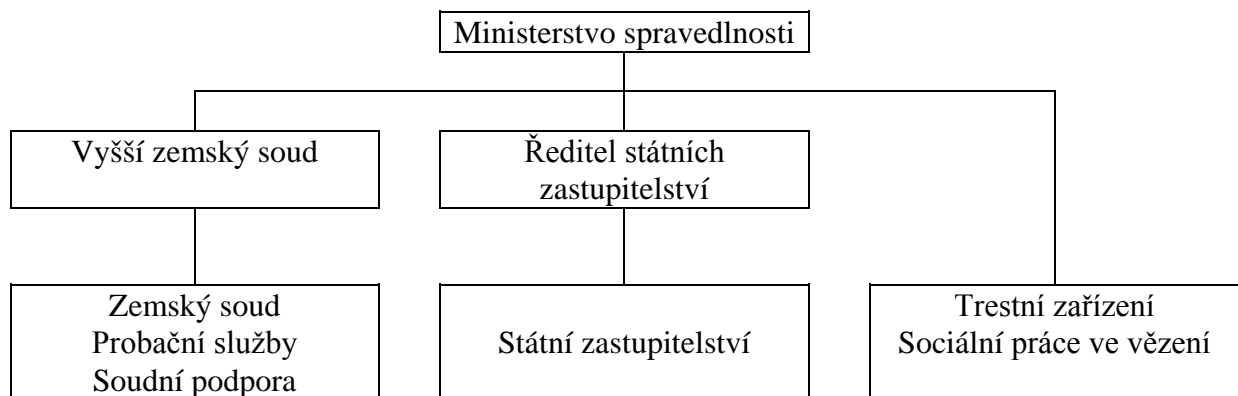 Ministerstvo spravedlnosti
Vyšší zemský soud
Ředitel státních
zastupitelství
Zemský soud
Probační služby
Soudní podpora
Státní zastupitelství
Trestní zařízení
Sociální práce ve vězení